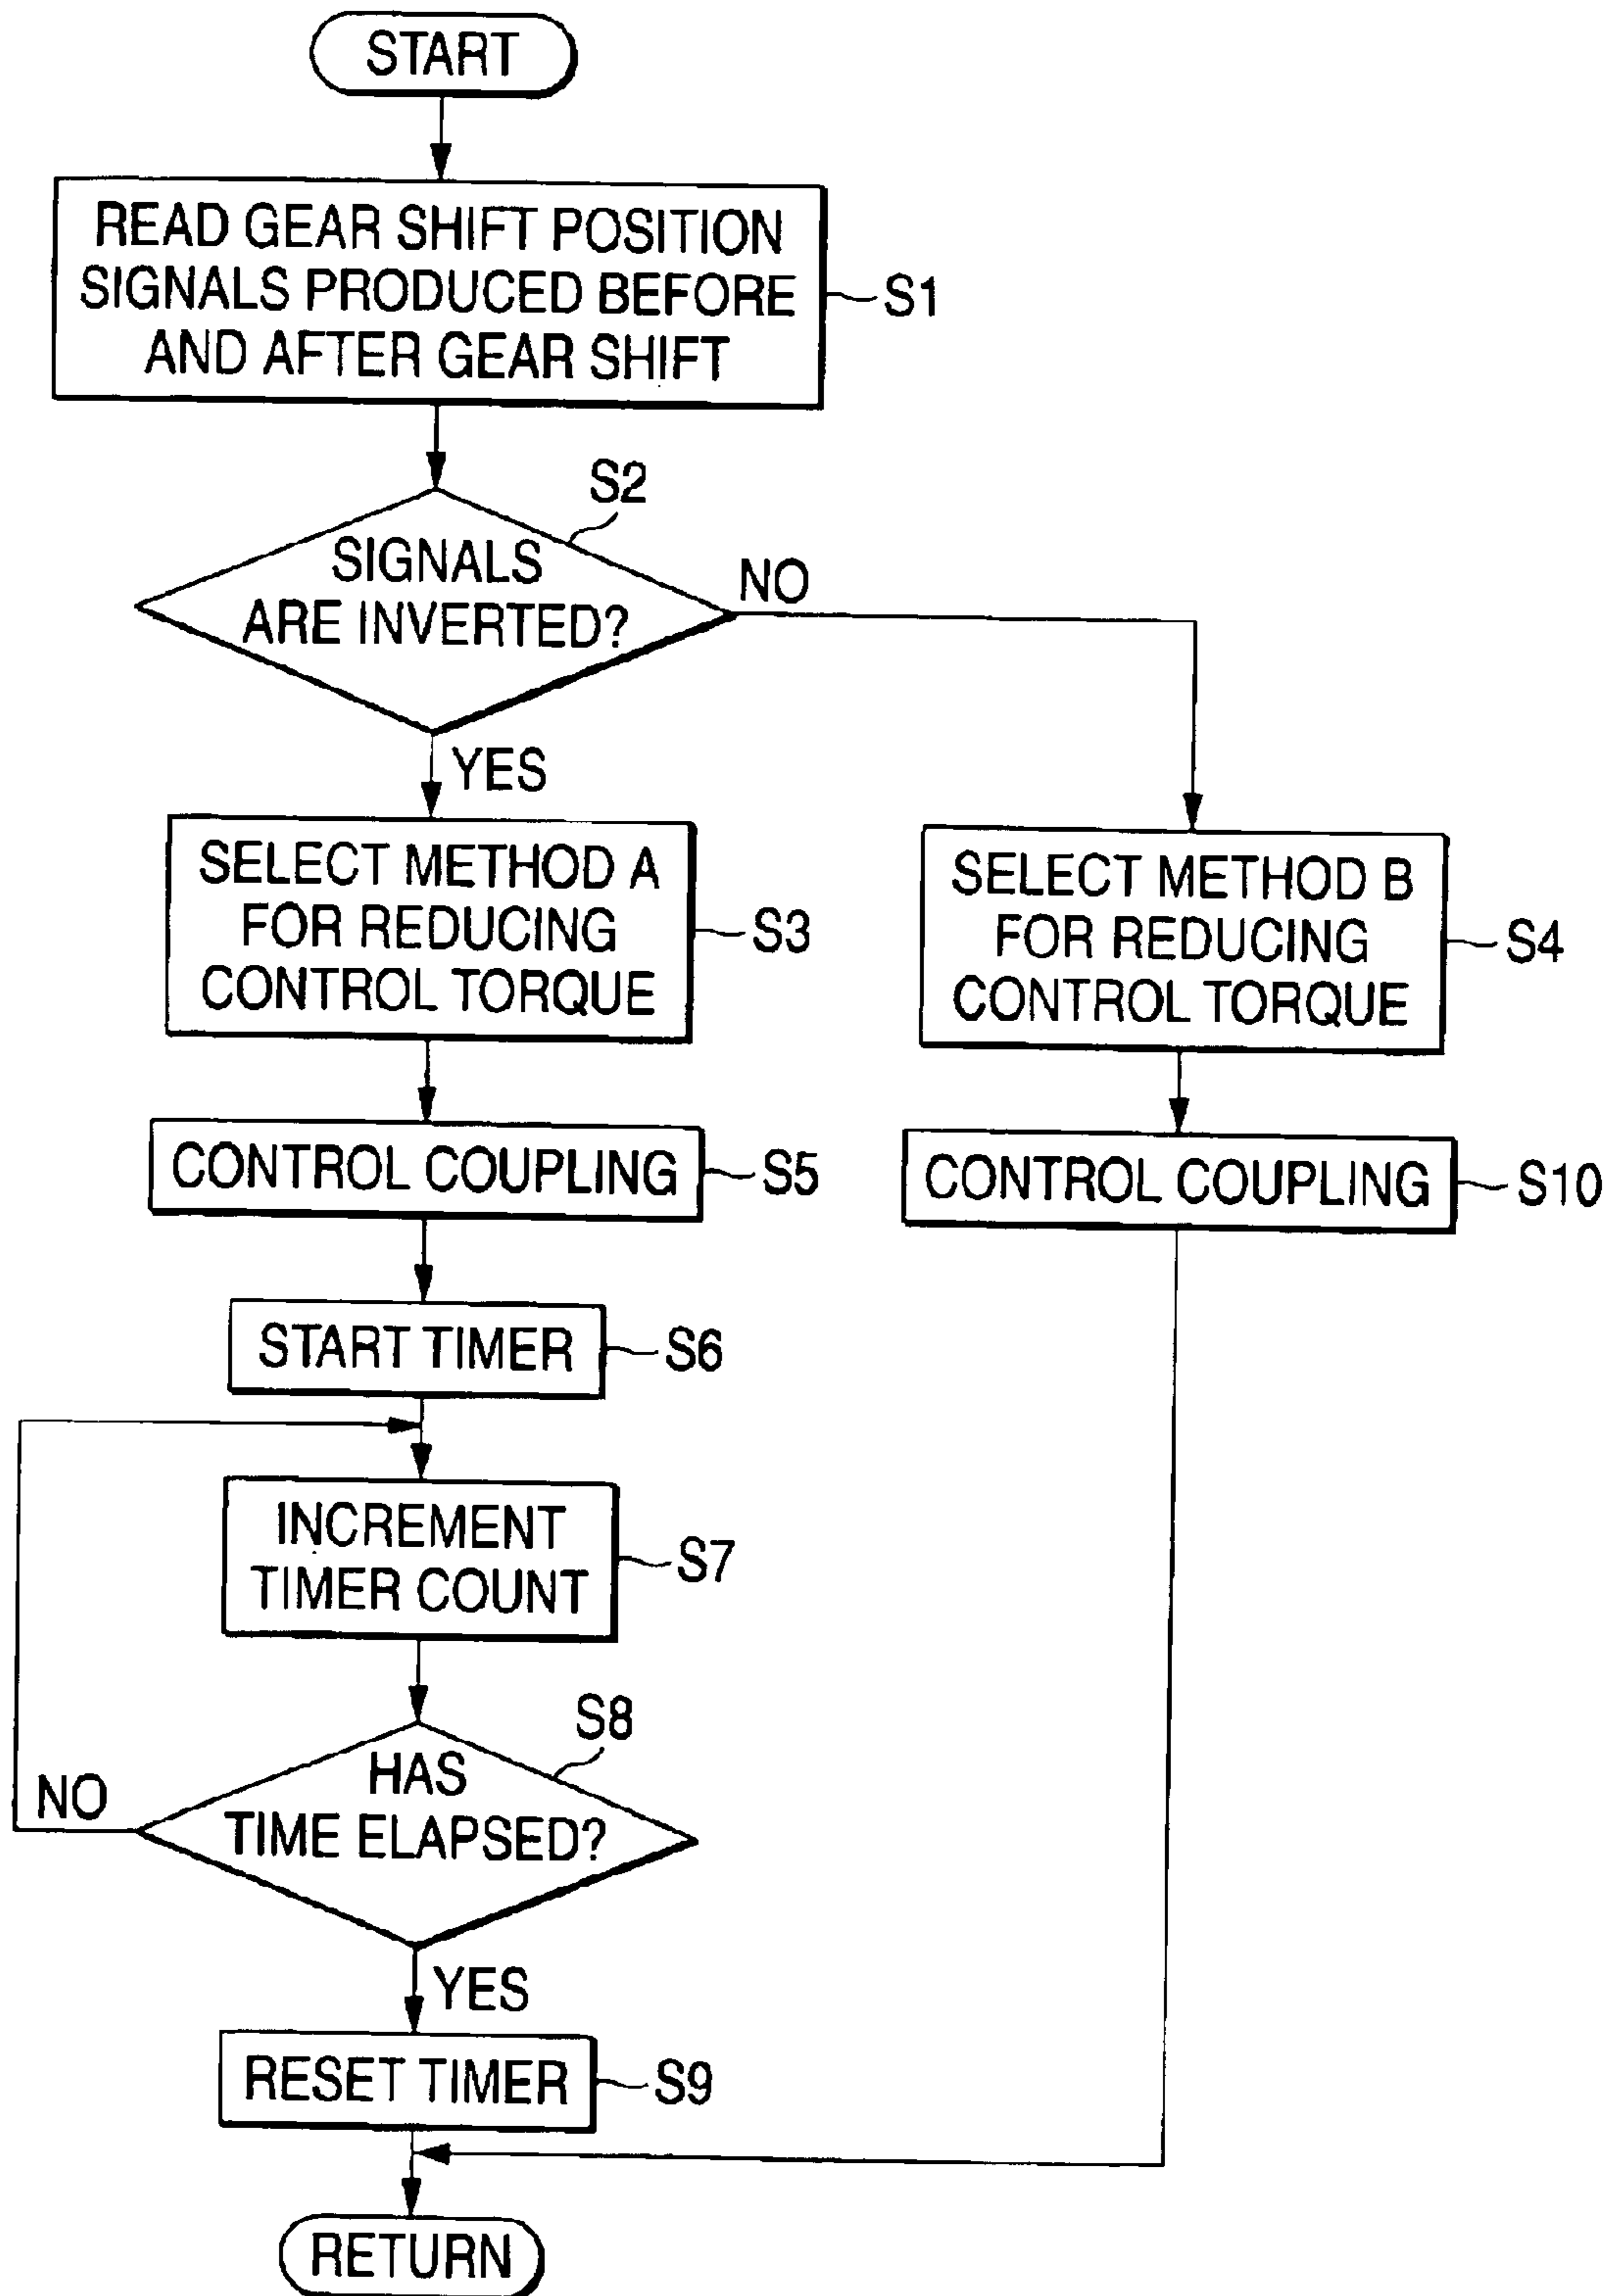 START
READ GEAR SHIFT POSITION
SIGNALS PRODUCED BEFORE
AND AFTER GEAR SHIFT
S1
S2
SIGNALS
ARE INVERTED?
NO
YES
SELECT METHOD A
FOR REDUCING
CONTROL TORQUE
S3
SELECT METHOD B
FOR REDUCING
CONTROL TORQUE
S4
CONTROL COUPLING
S5
CONTROL COUPLING
S10
START TIMER
S6
INCREMENT
TIMER COUNT
S7
S8
HAS
TIME ELAPSED?
NO
YES
RESET TIMER
S9
RETURN